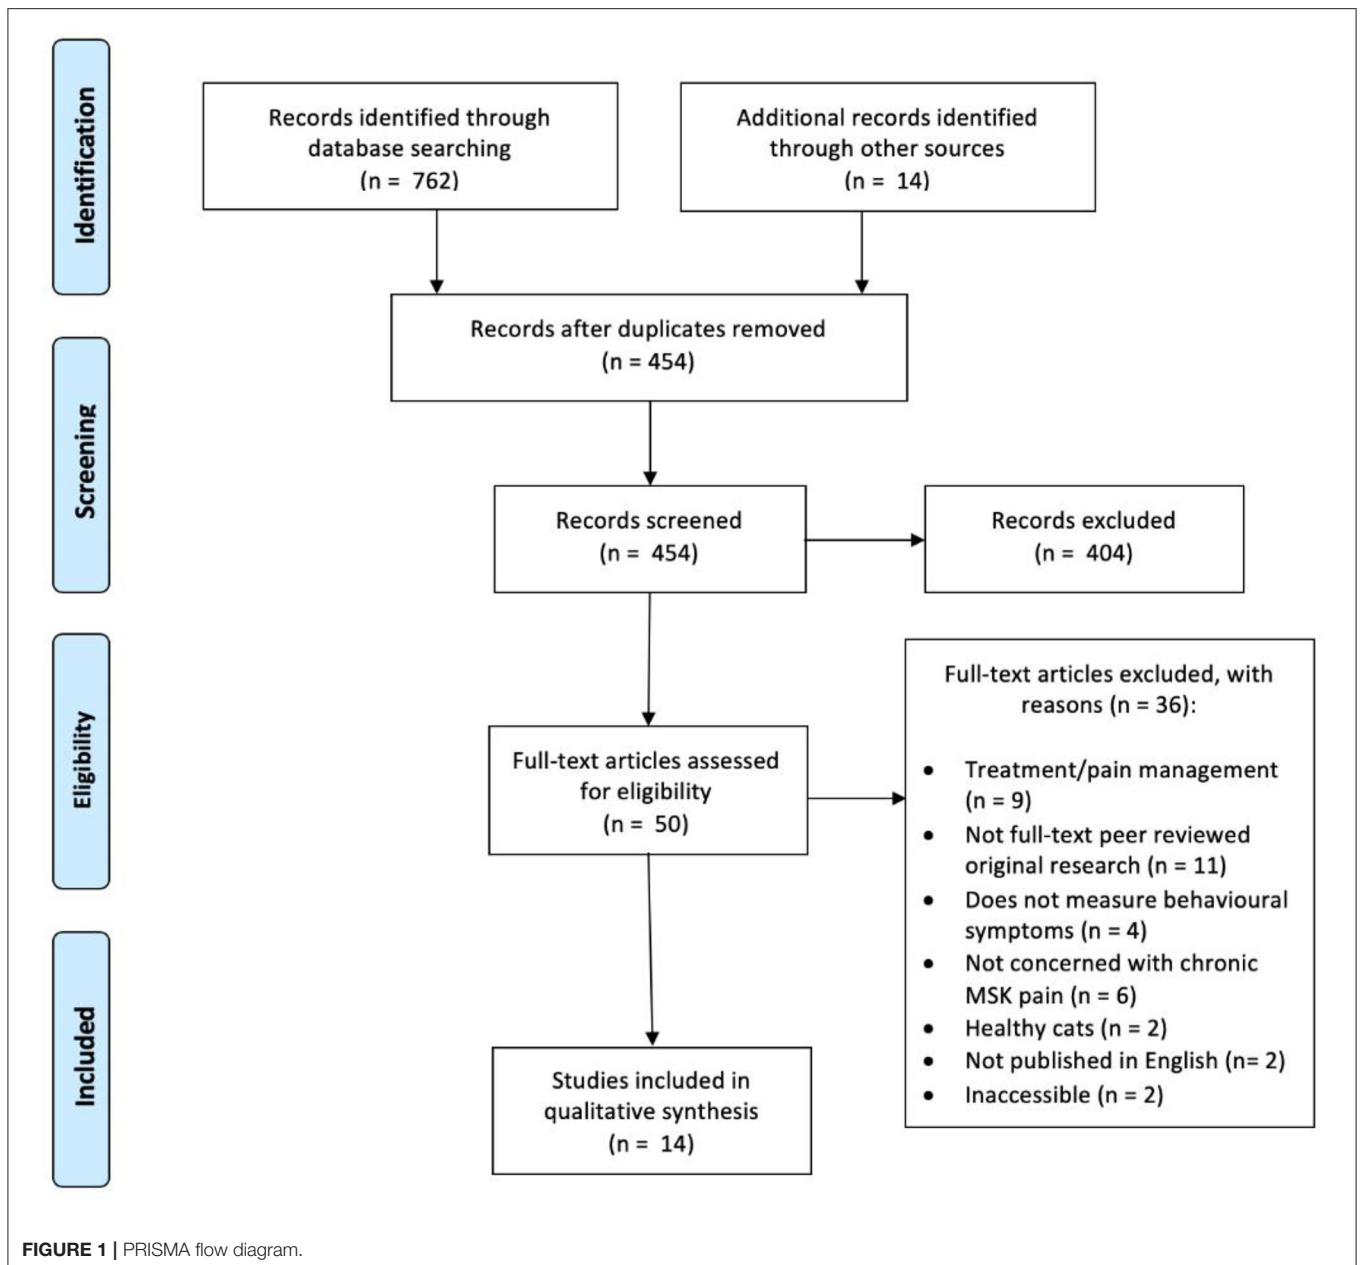 Identification
Records identified through
database searching
(n = 762)
Additional records identified
through other sources
(n = 14)
Records after duplicates removed
(n = 454)
Screening
Records screened
(n = 454)
Records excluded
(n = 404)
Eligibility
Full-text articles assessed
for eligibility
(n = 50)
Full-text articles excluded, with
reasons (n = 36):
• Treatment/pain management
(n = 9)
• Not full-text peer reviewed
original research (n = 11)
• Does not measure behavioural
symptoms (n = 4)
• Not concerned with chronic
MSK pain (n = 6)
• Healthy cats (n = 2)
• Not published in English (n= 2)
• Inaccessible (n = 2)
Included
Studies included in
qualitative synthesis
(n = 14)
FIGURE 1 | PRISMA flow diagram.